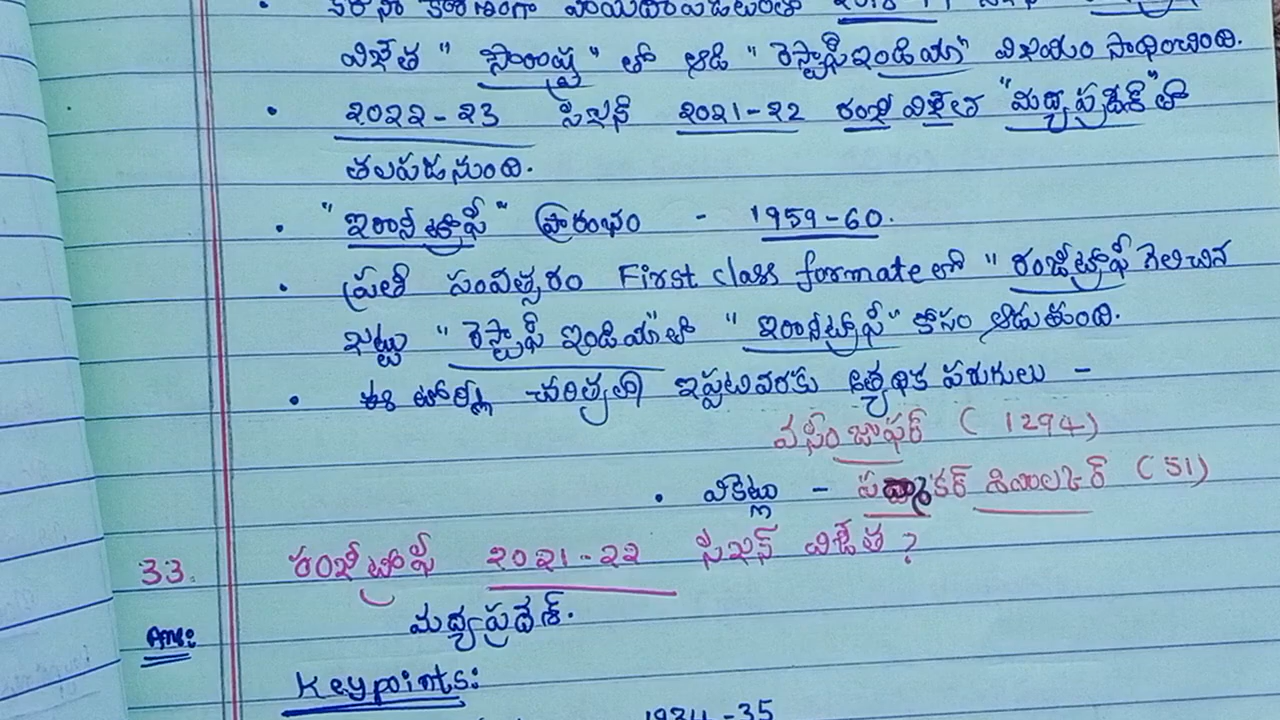 విజేత " సౌరాష్ట్ర " తో ఆడి " రెస్టాఫ్ ఇండియా" విజయం సాధించింది.
• 2022-23 సీజన్ 2021-22 రంజీ విజేత "మధ్యప్రదేశ్"తో
తలపడనుంది.
• "ఇరానీ ట్రోఫీ" ప్రారంభం - 1959-60.
• ప్రతీ సంవత్సరం First class formate లో " రంజీట్రోఫీ గెలిచిన
జట్టు " రెస్టాఫ్ ఇండియా"తో " ఇరానీట్రోఫీ" కోసం ఆడుతుంది.
• ఈ టోర్నీ చరిత్రలో ఇప్పటివరకు అత్యధిక పరుగులు -
వసీం జాఫర్ ( 1294)
• వికెట్లు - పద్మాకర్ శివాల్కర్ (51)
33. రంజీ ట్రోఫీ 2021-22 సీజన్ విజేత ?
Ans: మధ్యప్రదేశ్.
Keypoints:
1934-35